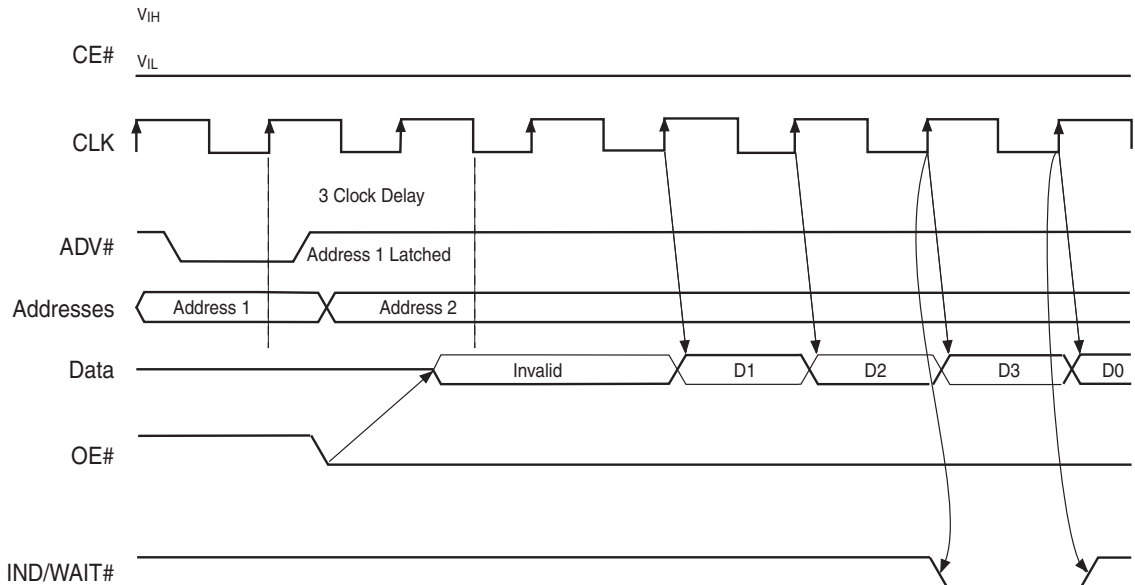 VIH
CE#
VIL
CLK
3 Clock Delay
ADV#
Address 1 Latched
Addresses
Address 1
Address 2
Data
Invalid
D1
D2
D3
D0
OE#
IND/WAIT#